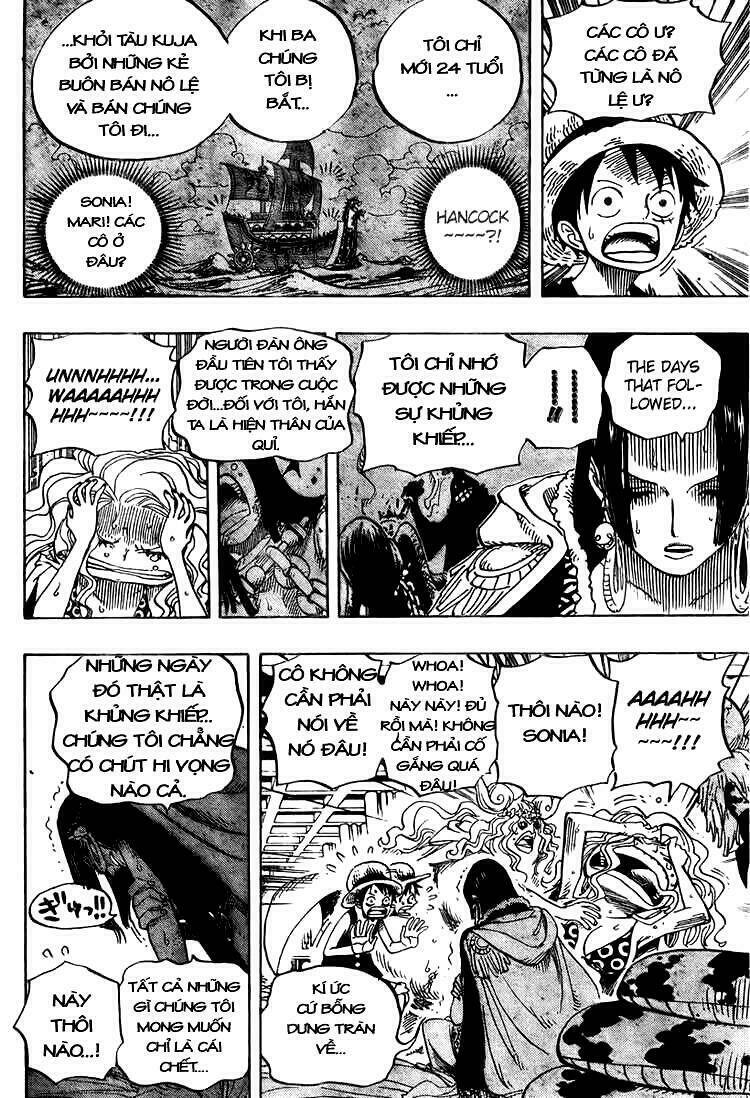 CÁC CÔ Ư?
CÁC CÔ ĐÃ
TỪNG LÀ NÔ
LỆ Ư?
TÔI CHỈ
MỚI 24 TUỔI
...
KHI BA
CHÚNG
TÔI BỊ
BẮT...
...KHỎI TÀU KUJA
BỞI NHỮNG KẺ
BUÔN BÁN NÔ LỆ
VÀ BÁN CHÚNG
TÔI ĐI...
HANCOCK
~~~~?!
SONIA!
MARI! CÁC
CÔ Ở
ĐÂU?
THE DAYS
THAT FOL-
LOWED...
!!
TÔI CHỈ NHỚ
ĐƯỢC NHỮNG
SỰ KHỦNG
KHIẾP...
NGƯỜI ĐÀN ÔNG
ĐẦU TIÊN TÔI THẤY
ĐƯỢC TRONG CUỘC
ĐỜI...ĐỐI VỚI TÔI, HẮN
TA LÀ HIỆN THÂN CỦA
QUỈ.
UNNNHHHH...
WAAAAAHHH
HHH~~~~!!!
AAAAHH
HHH~~
~~!!!
THÔI NÀO!
SONIA!
WHOA!
WHOA!
NÀY NÀY! ĐỦ
RỒI MÀ! KHÔNG
CẦN PHẢI CỐ
GẮNG QUÁ
ĐÂU!
CÔ KHÔNG
CẦN PHẢI
NÓI VỀ
NÓ ĐÂU!
KÍ ỨC
CỨ BỖNG
DƯNG TRÀN
VỀ...
NHỮNG NGÀY
ĐÓ THẬT LÀ
KHỦNG KHIẾP...
CHÚNG TÔI CHẲNG
CÓ CHÚT HI VỌNG
NÀO CẢ.
TẤT CẢ NHỮNG
GÌ CHÚNG TÔI
MONG MUỐN
CHỈ LÀ CÁI
CHẾT....
NÀY
THÔI
NÀO...!